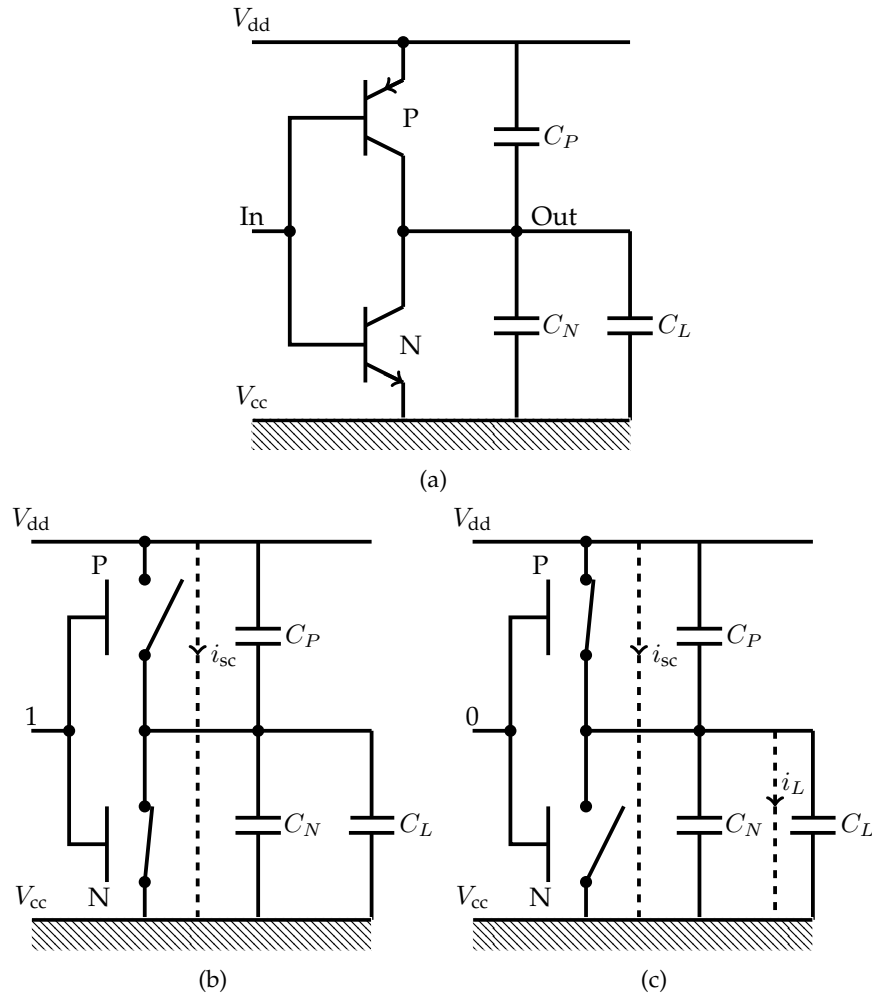 V_dd
P
C_P
In
Out
N
C_N
C_L
V_cc
(a)
V_dd
P
C_P
i_sc
1
C_N
C_L
N
V_cc
(b)
V_dd
P
C_P
i_sc
0
i_L
C_N
C_L
N
V_cc
(c)